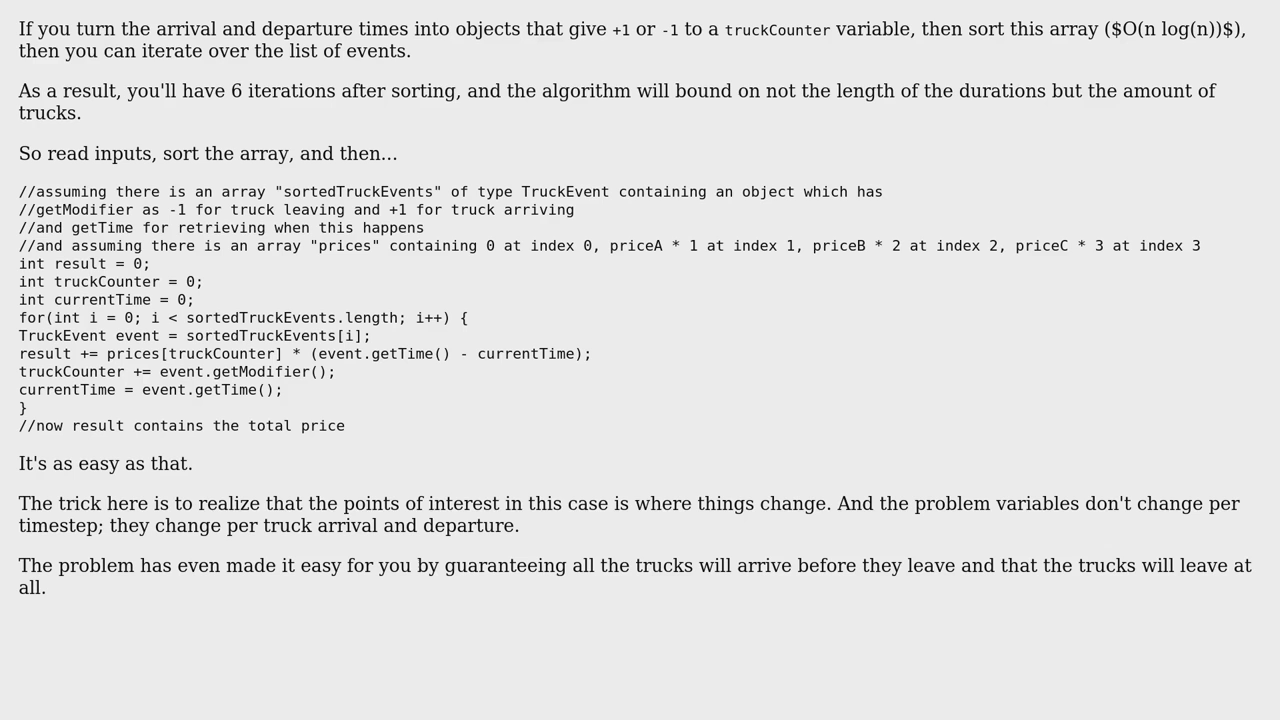 If you turn the arrival and departure times into objects that give +1 or -1 to a truckCounter variable, then sort this array ($O(n log(n))$),
then you can iterate over the list of events.
As a result, you'll have 6 iterations after sorting, and the algorithm will bound on not the length of the durations but the amount of
trucks.
So read inputs, sort the array, and then...
//assuming there is an array "sortedTruckEvents" of type TruckEvent containing an object which has
//getModifier as -1 for truck leaving and +1 for truck arriving
//and getTime for retrieving when this happens
//and assuming there is an array "prices" containing 0 at index 0, priceA * 1 at index 1, priceB * 2 at index 2, priceC * 3 at index 3
int result = 0;
int truckCounter = 0;
int currentTime = 0;
for(int i = 0; i < sortedTruckEvents.length; i++) {
TruckEvent event = sortedTruckEvents[i];
result += prices[truckCounter] * (event.getTime() - currentTime);
truckCounter += event.getModifier();
currentTime = event.getTime();
}
//now result contains the total price
It's as easy as that.
The trick here is to realize that the points of interest in this case is where things change. And the problem variables don't change per
timestep; they change per truck arrival and departure.
The problem has even made it easy for you by guaranteeing all the trucks will arrive before they leave and that the trucks will leave at
all.